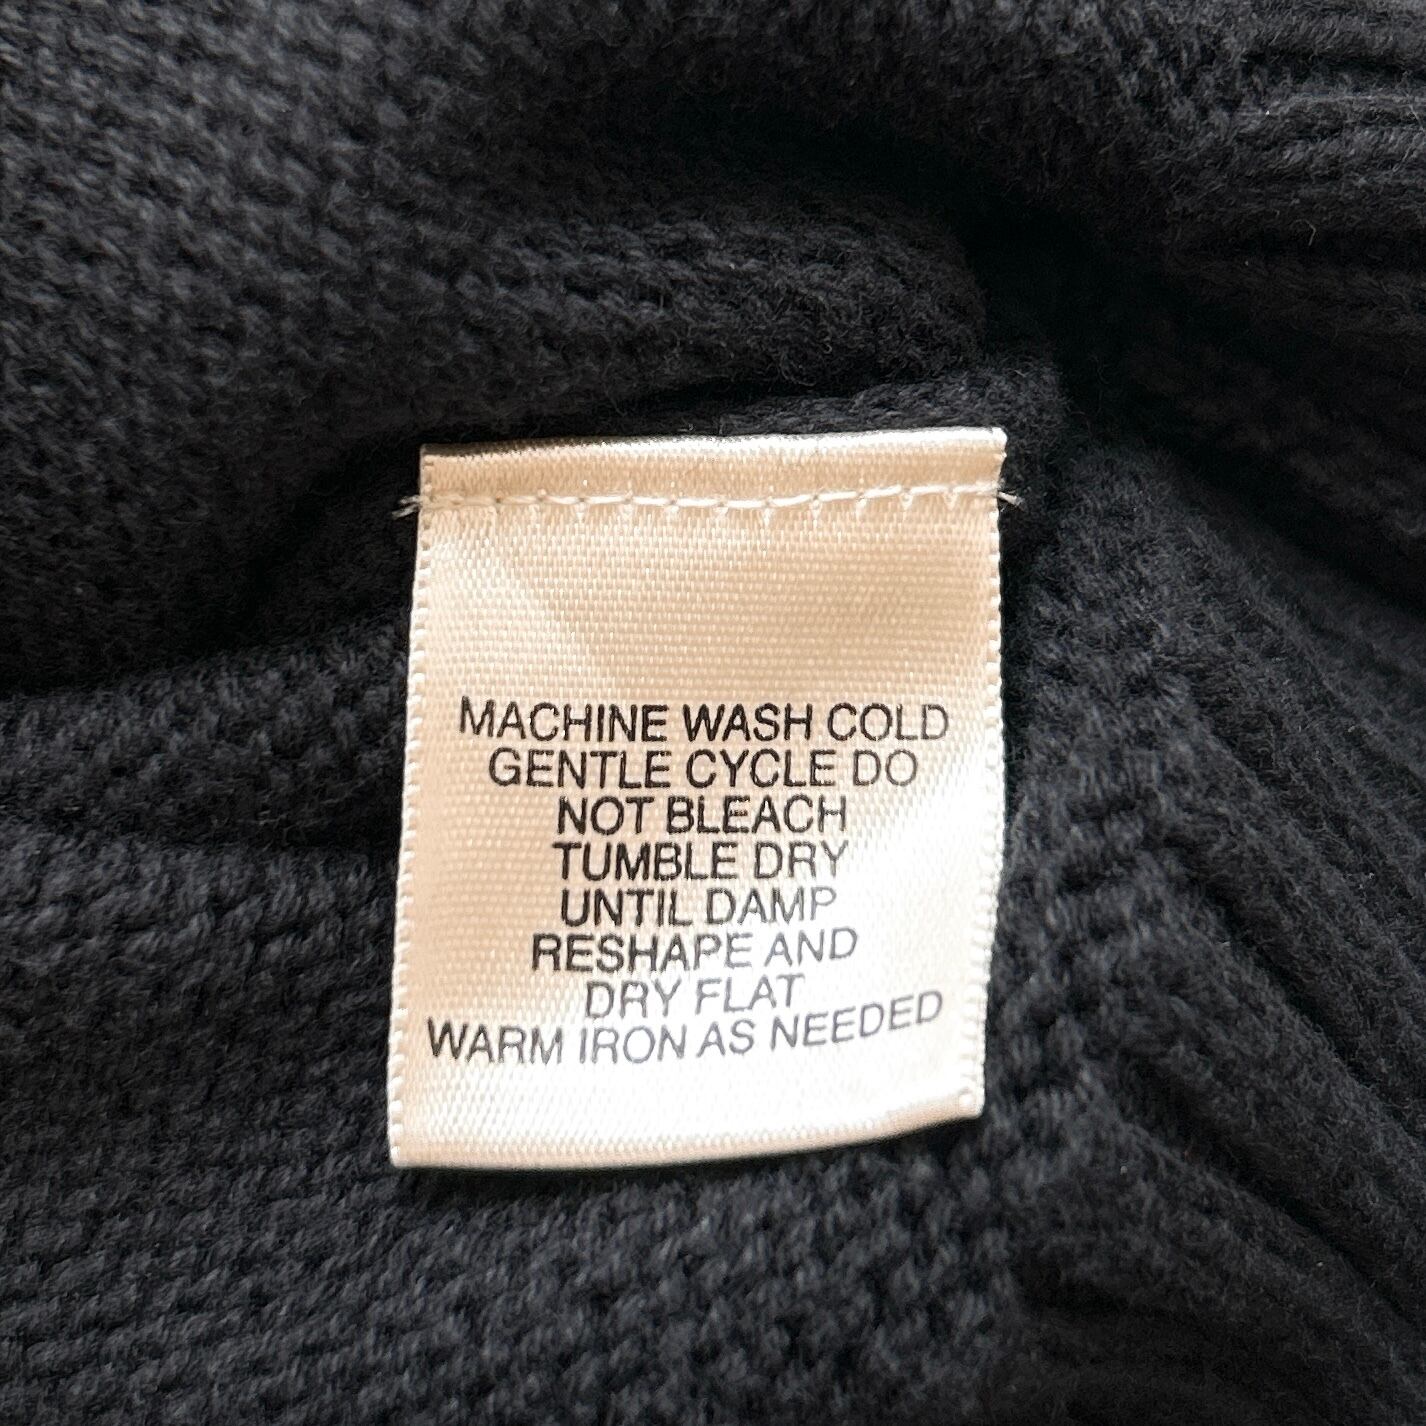 MACHINE WASH COLD
GENTLE CYCLE DO
NOT BLEACH
TUMBLE DRY
UNTIL DAMP
RESHAPE AND
DRY FLAT
WARM IRON AS NEEDED